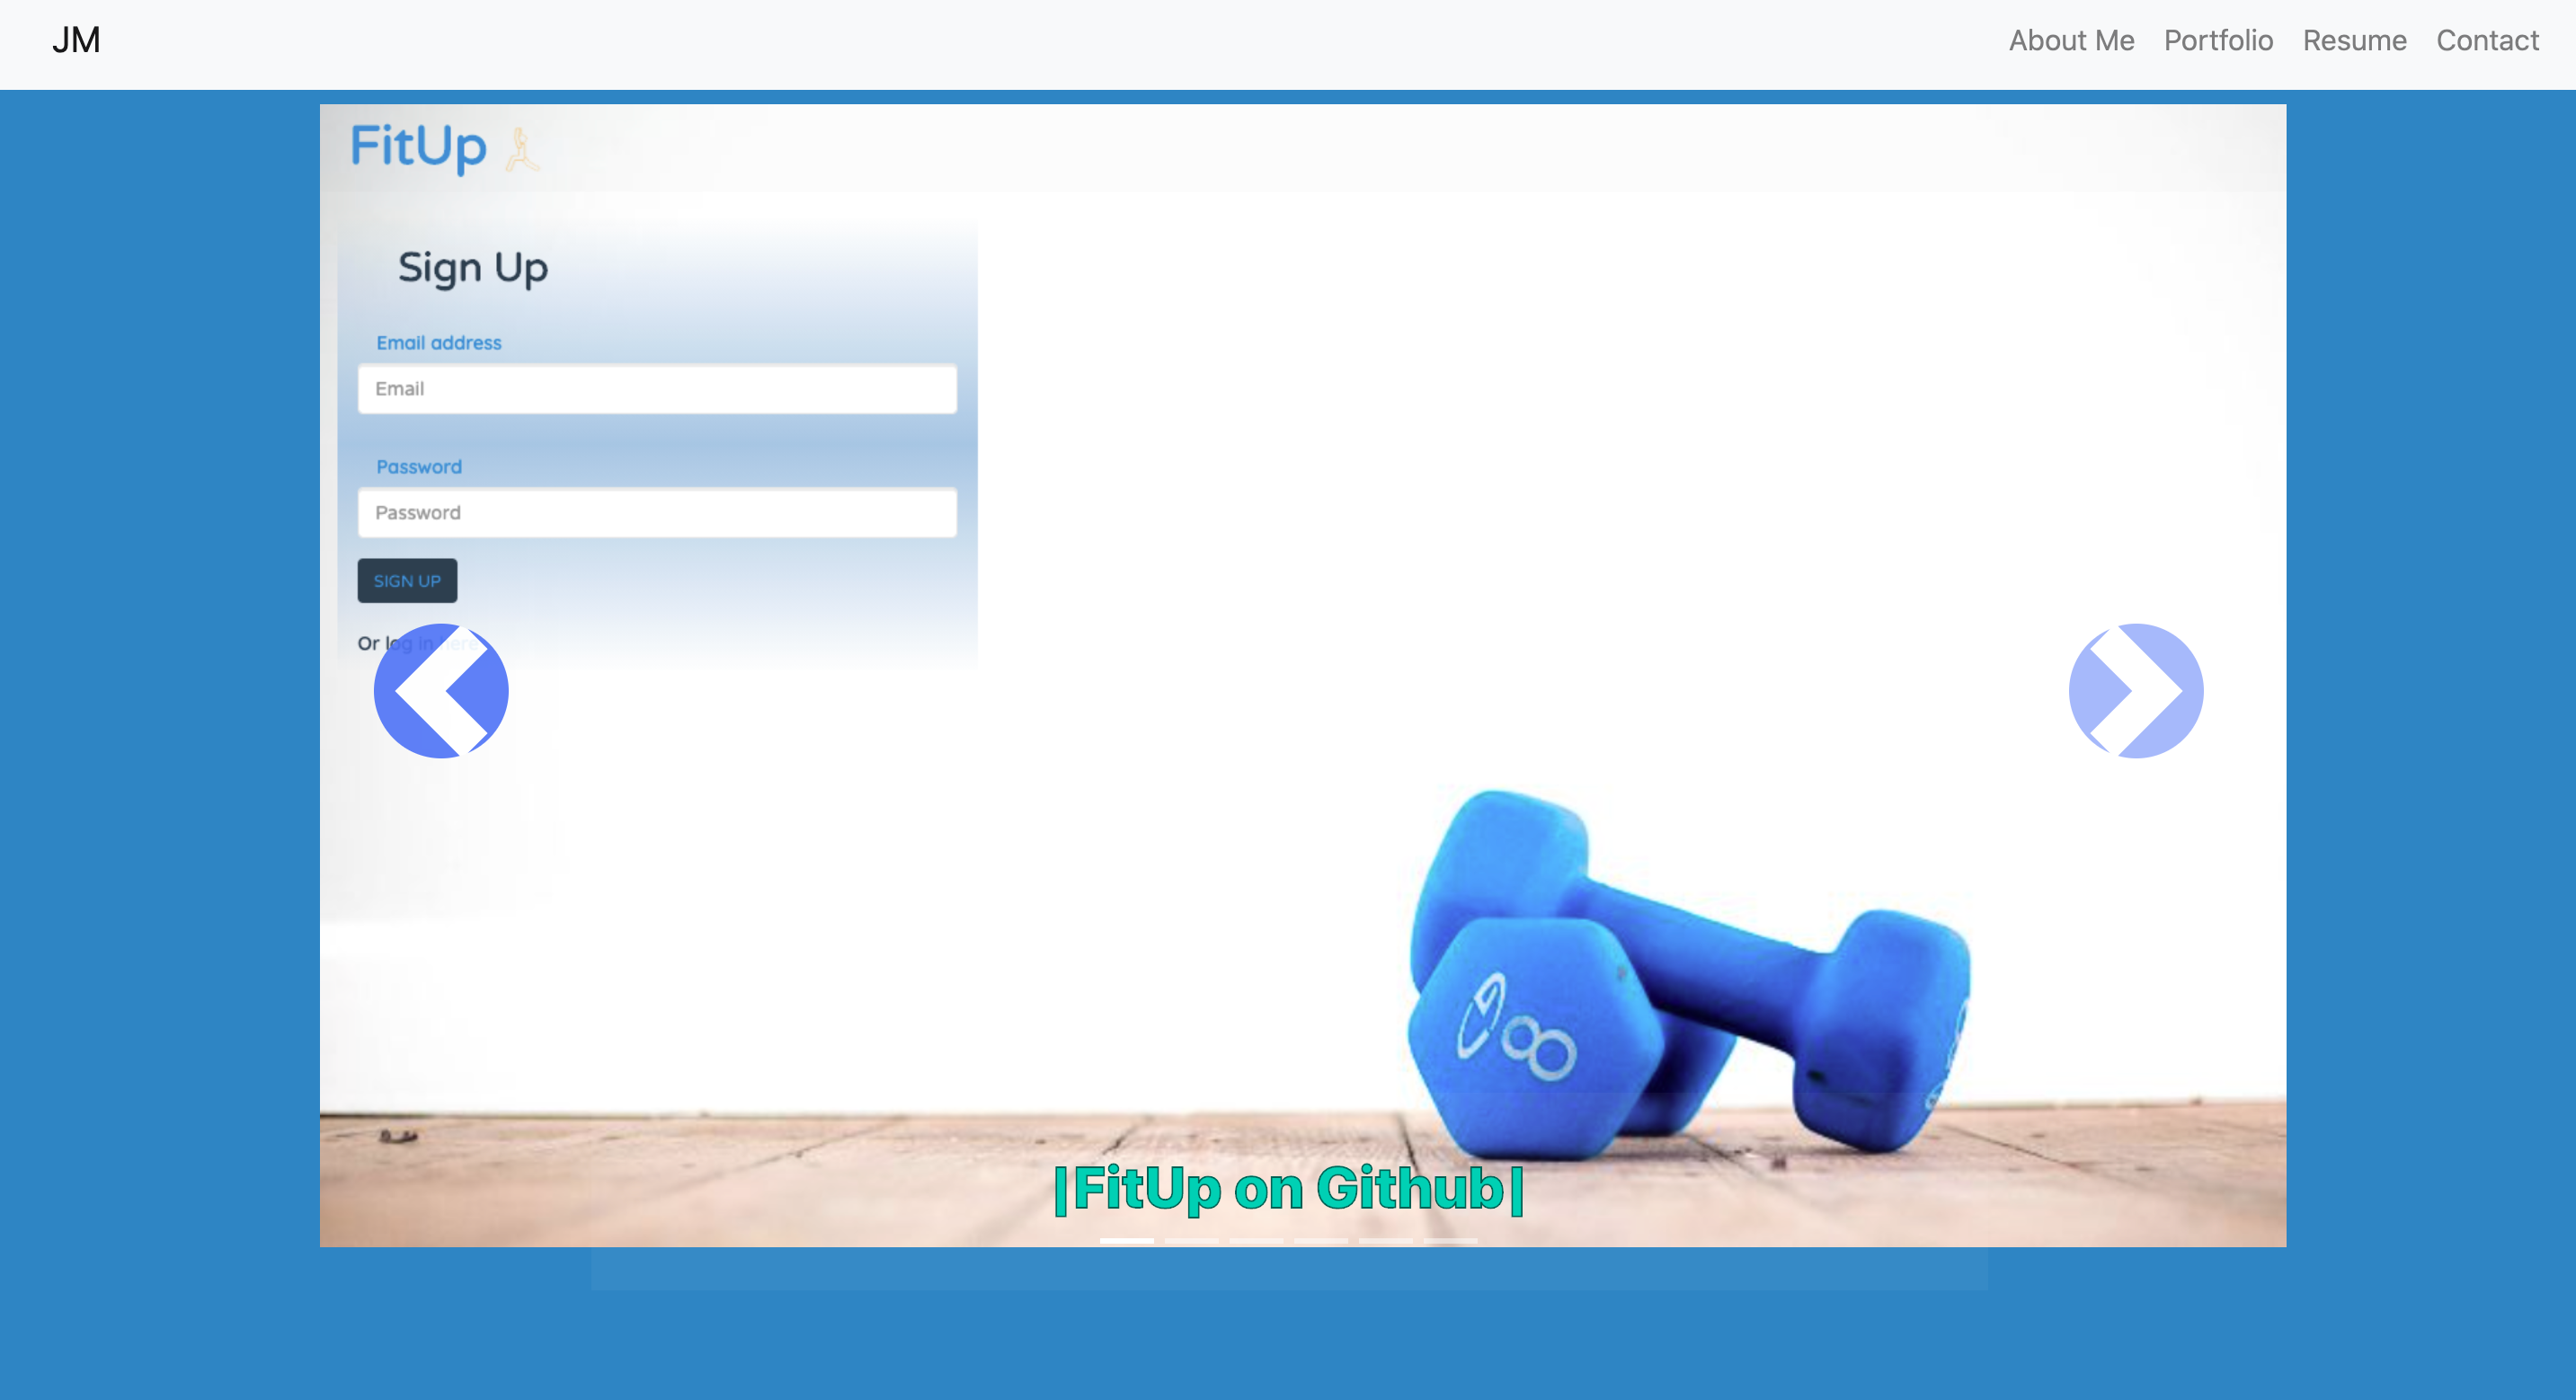 JM About Me Portfolio Resume Contact
FitUp
Sign Up
Email address
Email
Password
Password
SIGN UP
Or log in here
8
|FitUp on Github|